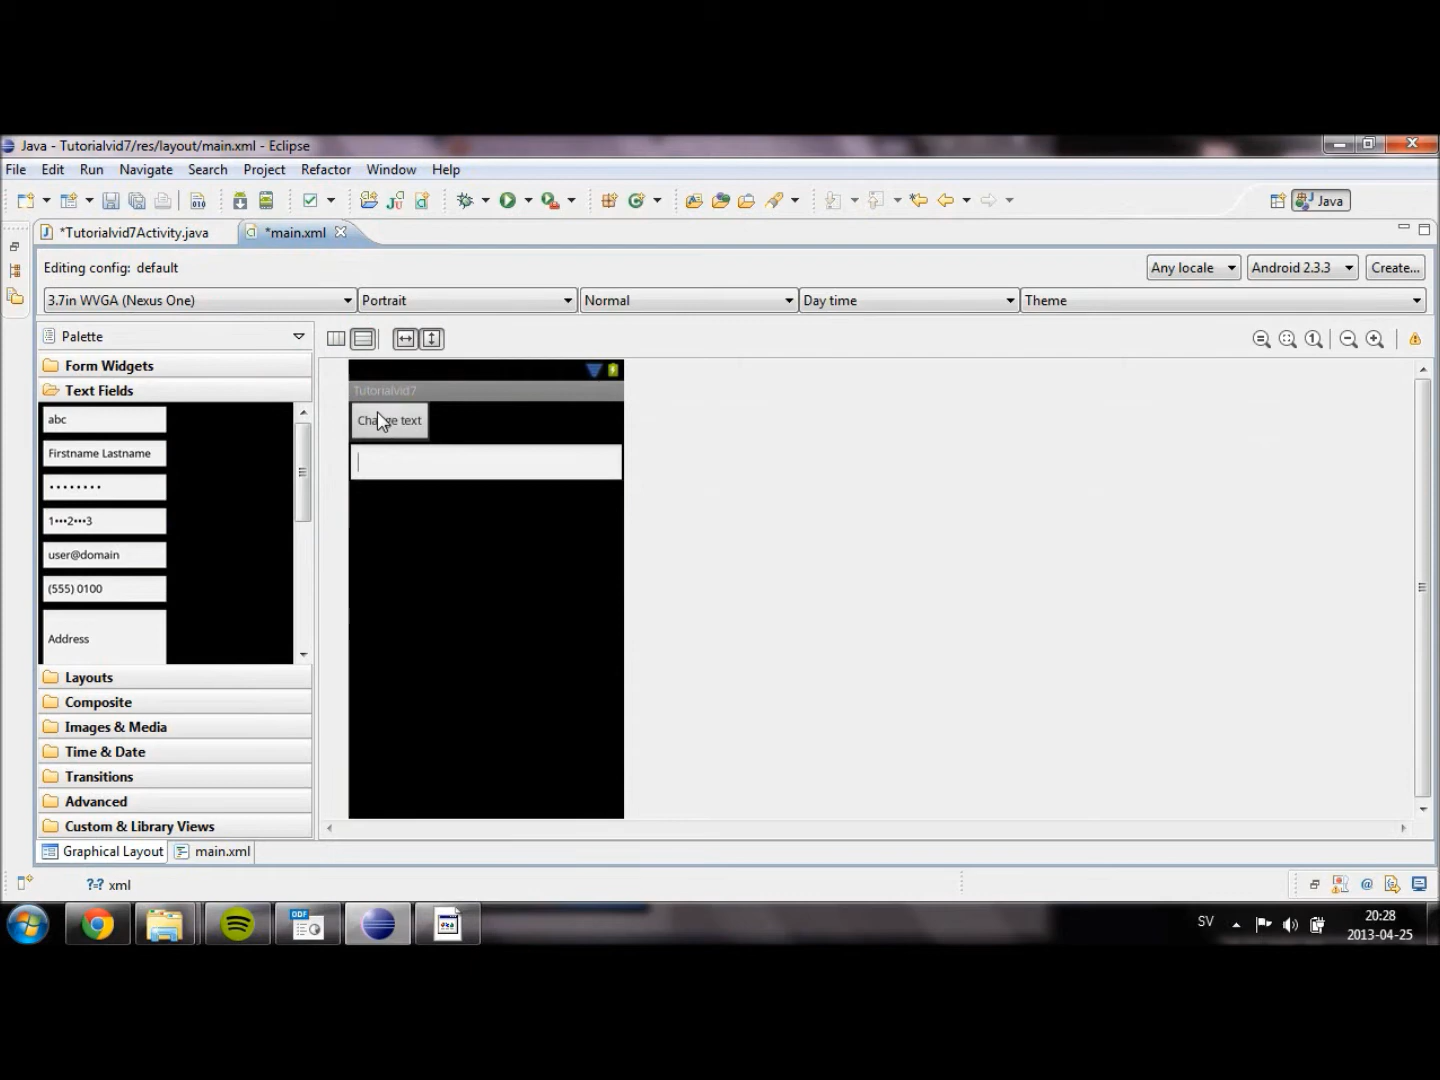 Java - Tutorialvid7/res/layout/main.xml - Eclipse
File Edit Run Navigate Search Project Refactor Window Help
Java
*Tutorialvid7Activity.java *main.xml
Editing config: default Any locale Android 2.3.3 Create...
3.7in WVGA (Nexus One) Portrait Normal Day time Theme
Palette
Form Widgets
Text Fields
abc
Firstname Lastname
1•••2•••3
user@domain
(555) 0100
Address
Layouts
Composite
Images & Media
Time & Date
Transitions
Advanced
Custom & Library Views
Tutorialvid7
Change text
Graphical Layout main.xml
xml
ODF
SV
20:28
2013-04-25